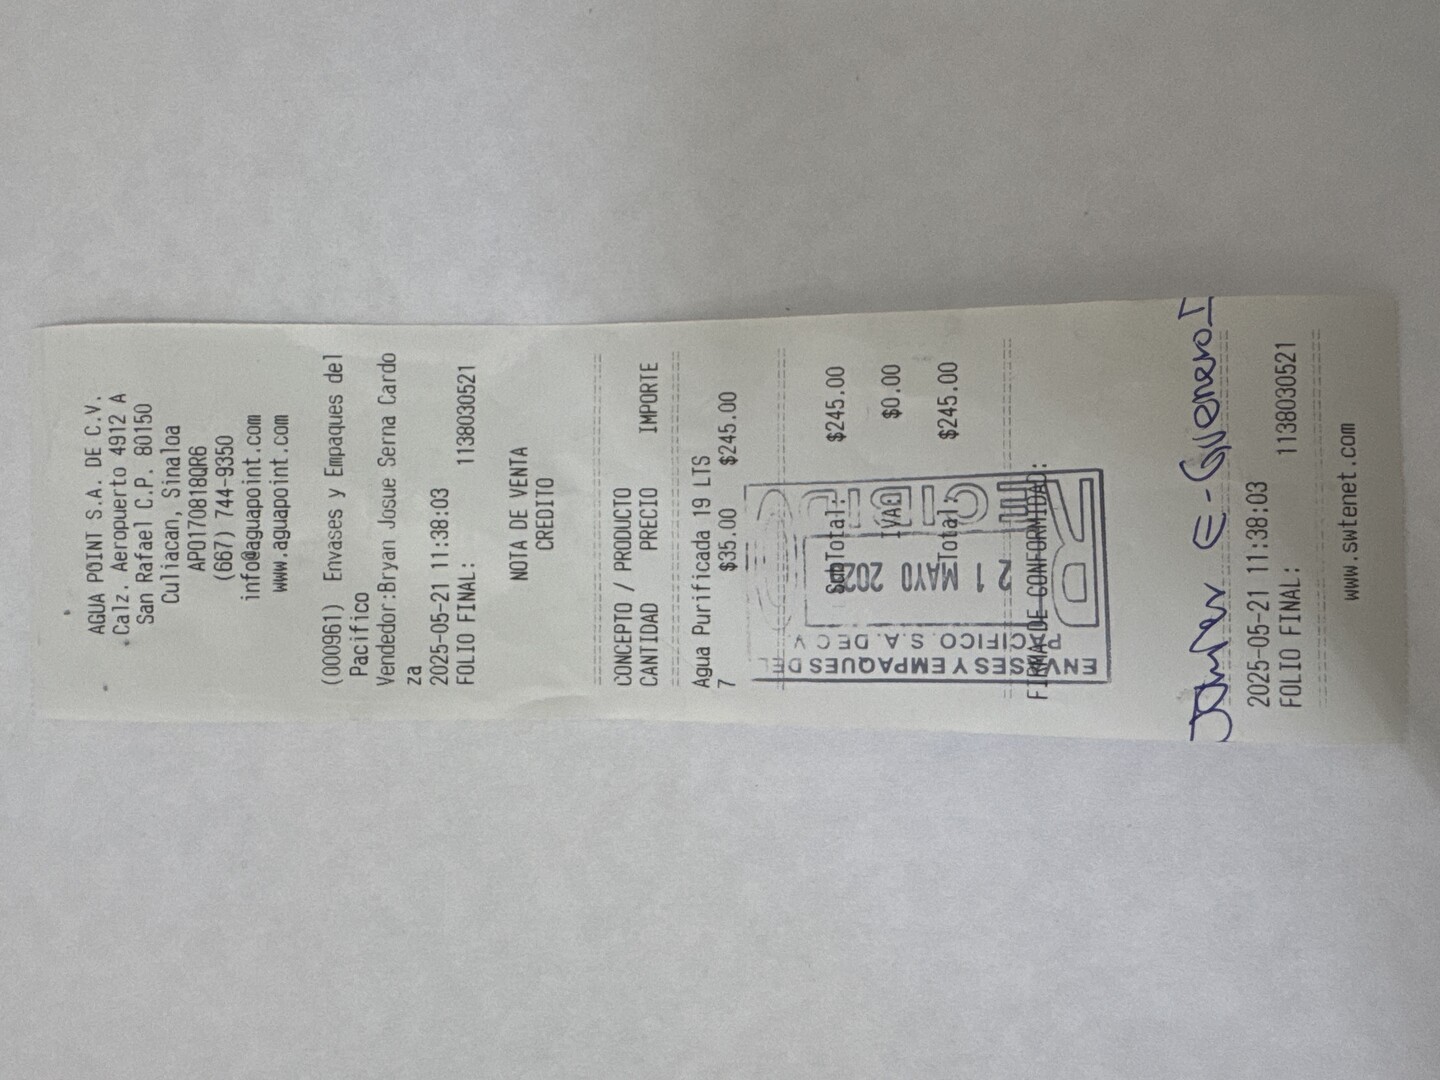 AGUA POINT S.A. DE C.V.
Calz. Aeropuerto 4912 A
San Rafael C.P. 80150
Culiacan, Sinaloa
APO170818QR6
(667) 744-9350
info@aguapoint.com
www.aguapoint.com
(000961) Envases y Empaques del
Pacifico
Vendedor:Bryan Josue Serna Cardo
za
2025-05-21 11:38:03
FOLIO FINAL: 1138030521
NOTA DE VENTA
CREDITO
CONCEPTO / PRODUCTO
CANTIDAD PRECIO IMPORTE
Agua Purificada 19 LTS
7 $35.00 $245.00
SubTotal: $245.00
IVA: $0.00
Total: $245.00
FIRMA DE CONFORMIDAD:
ENVASES Y EMPAQUES DEL
PACIFICO S.A. DE C.V.
21 MAYO 202
RECIBIDO
E.
2025-05-21 11:38:03
FOLIO FINAL: 1138030521
www.swtenet.com